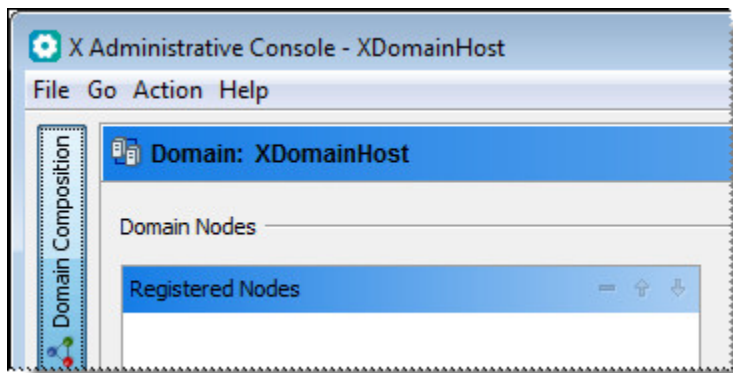 X Administrative Console - XDomainHost
File Go Action Help
Domain Composition
Domain: XDomainHost
Domain Nodes
Registered Nodes